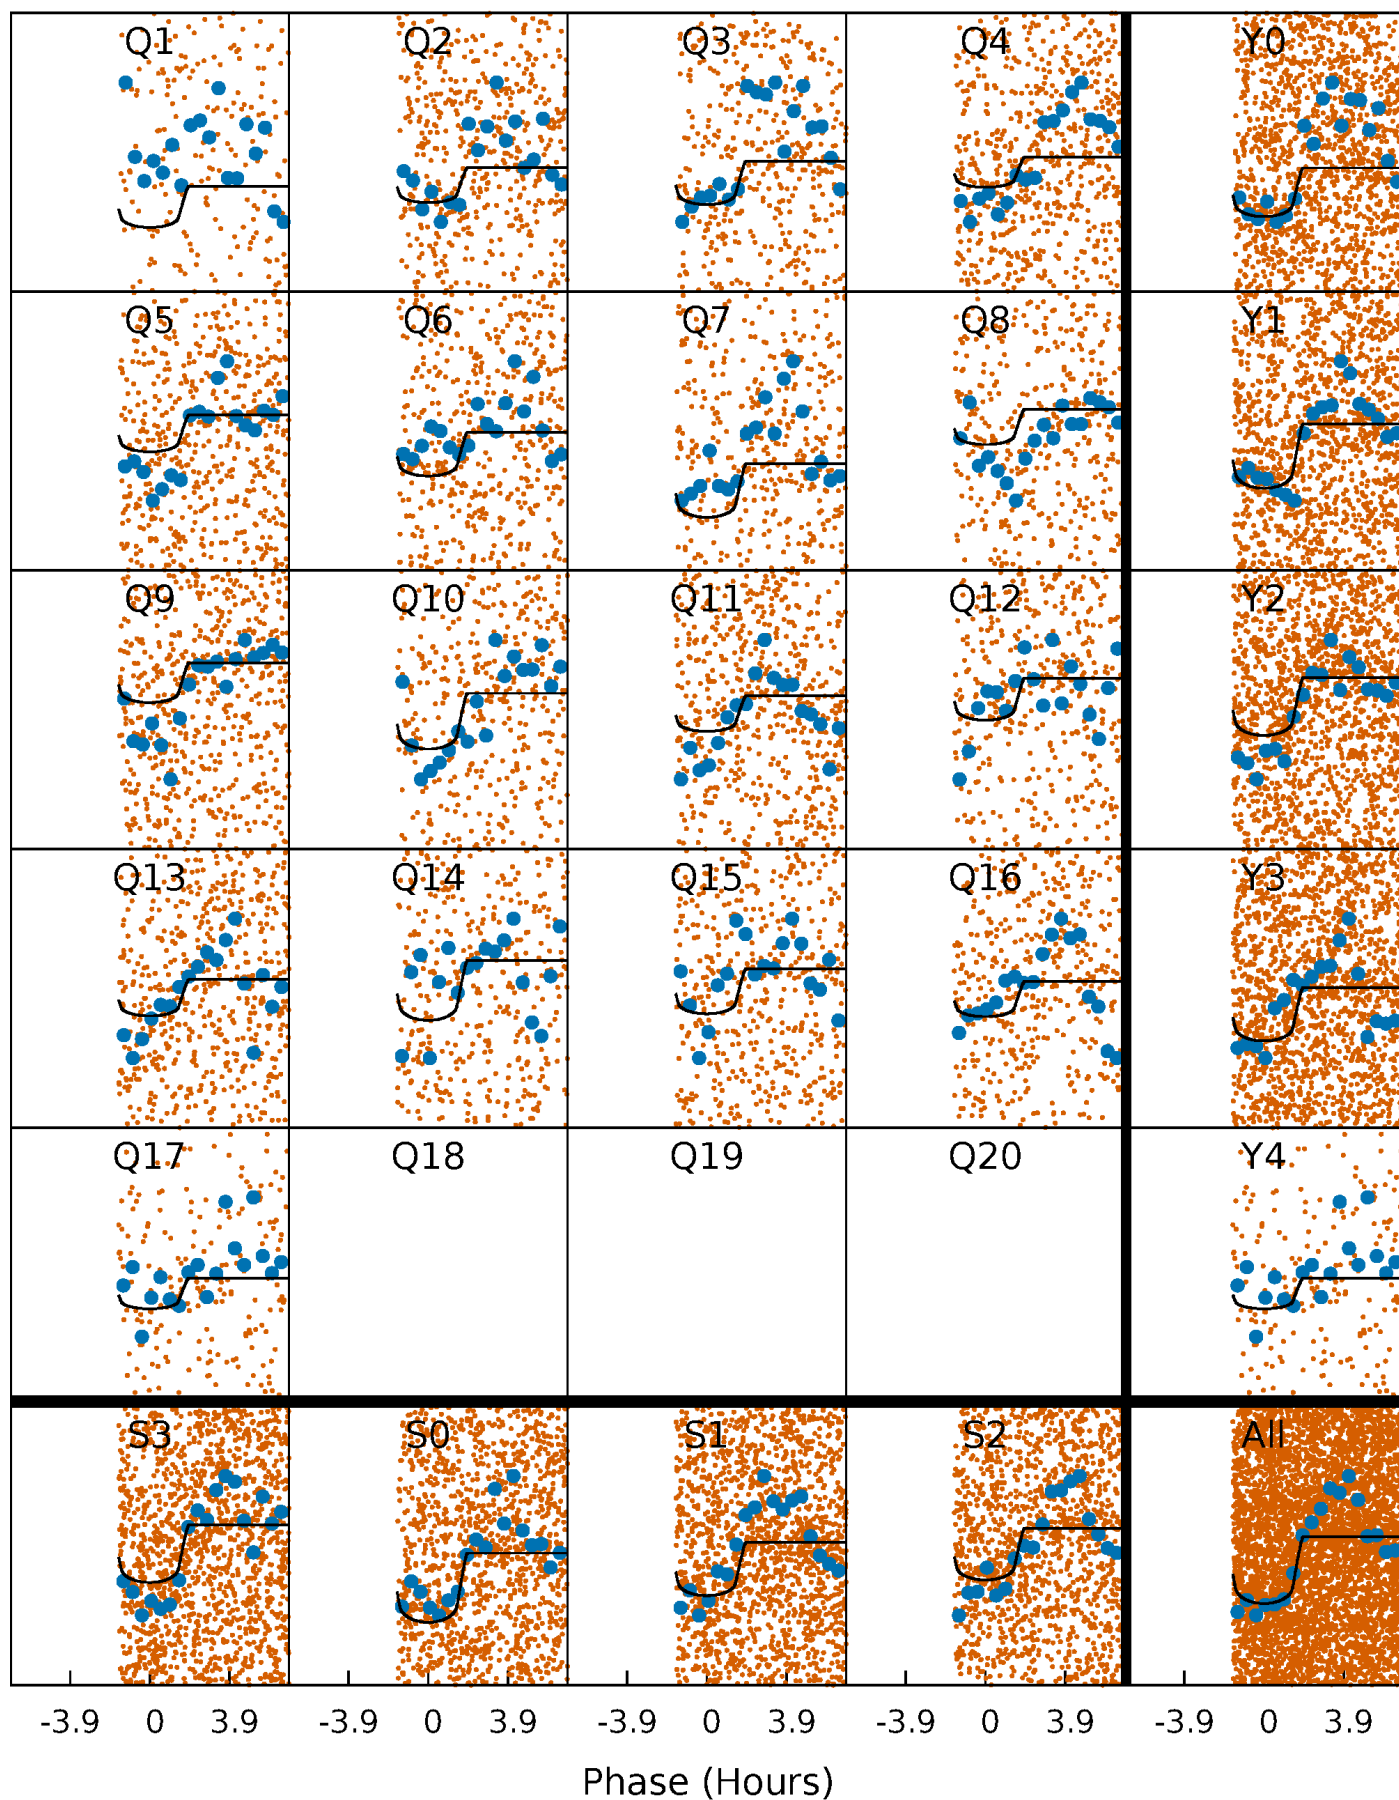 Q1 Q2 Q3 Q4 Y0
Q5 Q6 Q7 Q8 Y1
Q9 Q10 Q11 Q12 Y2
Q13 Q14 Q15 Q16 Y3
Q17 Q18 Q19 Q20 Y4
S3 S0 S1 S2 All
-3.9 0 3.9 -3.9 0 3.9 -3.9 0 3.9 -3.9 0 3.9 -3.9 0 3.9
Phase (Hours)